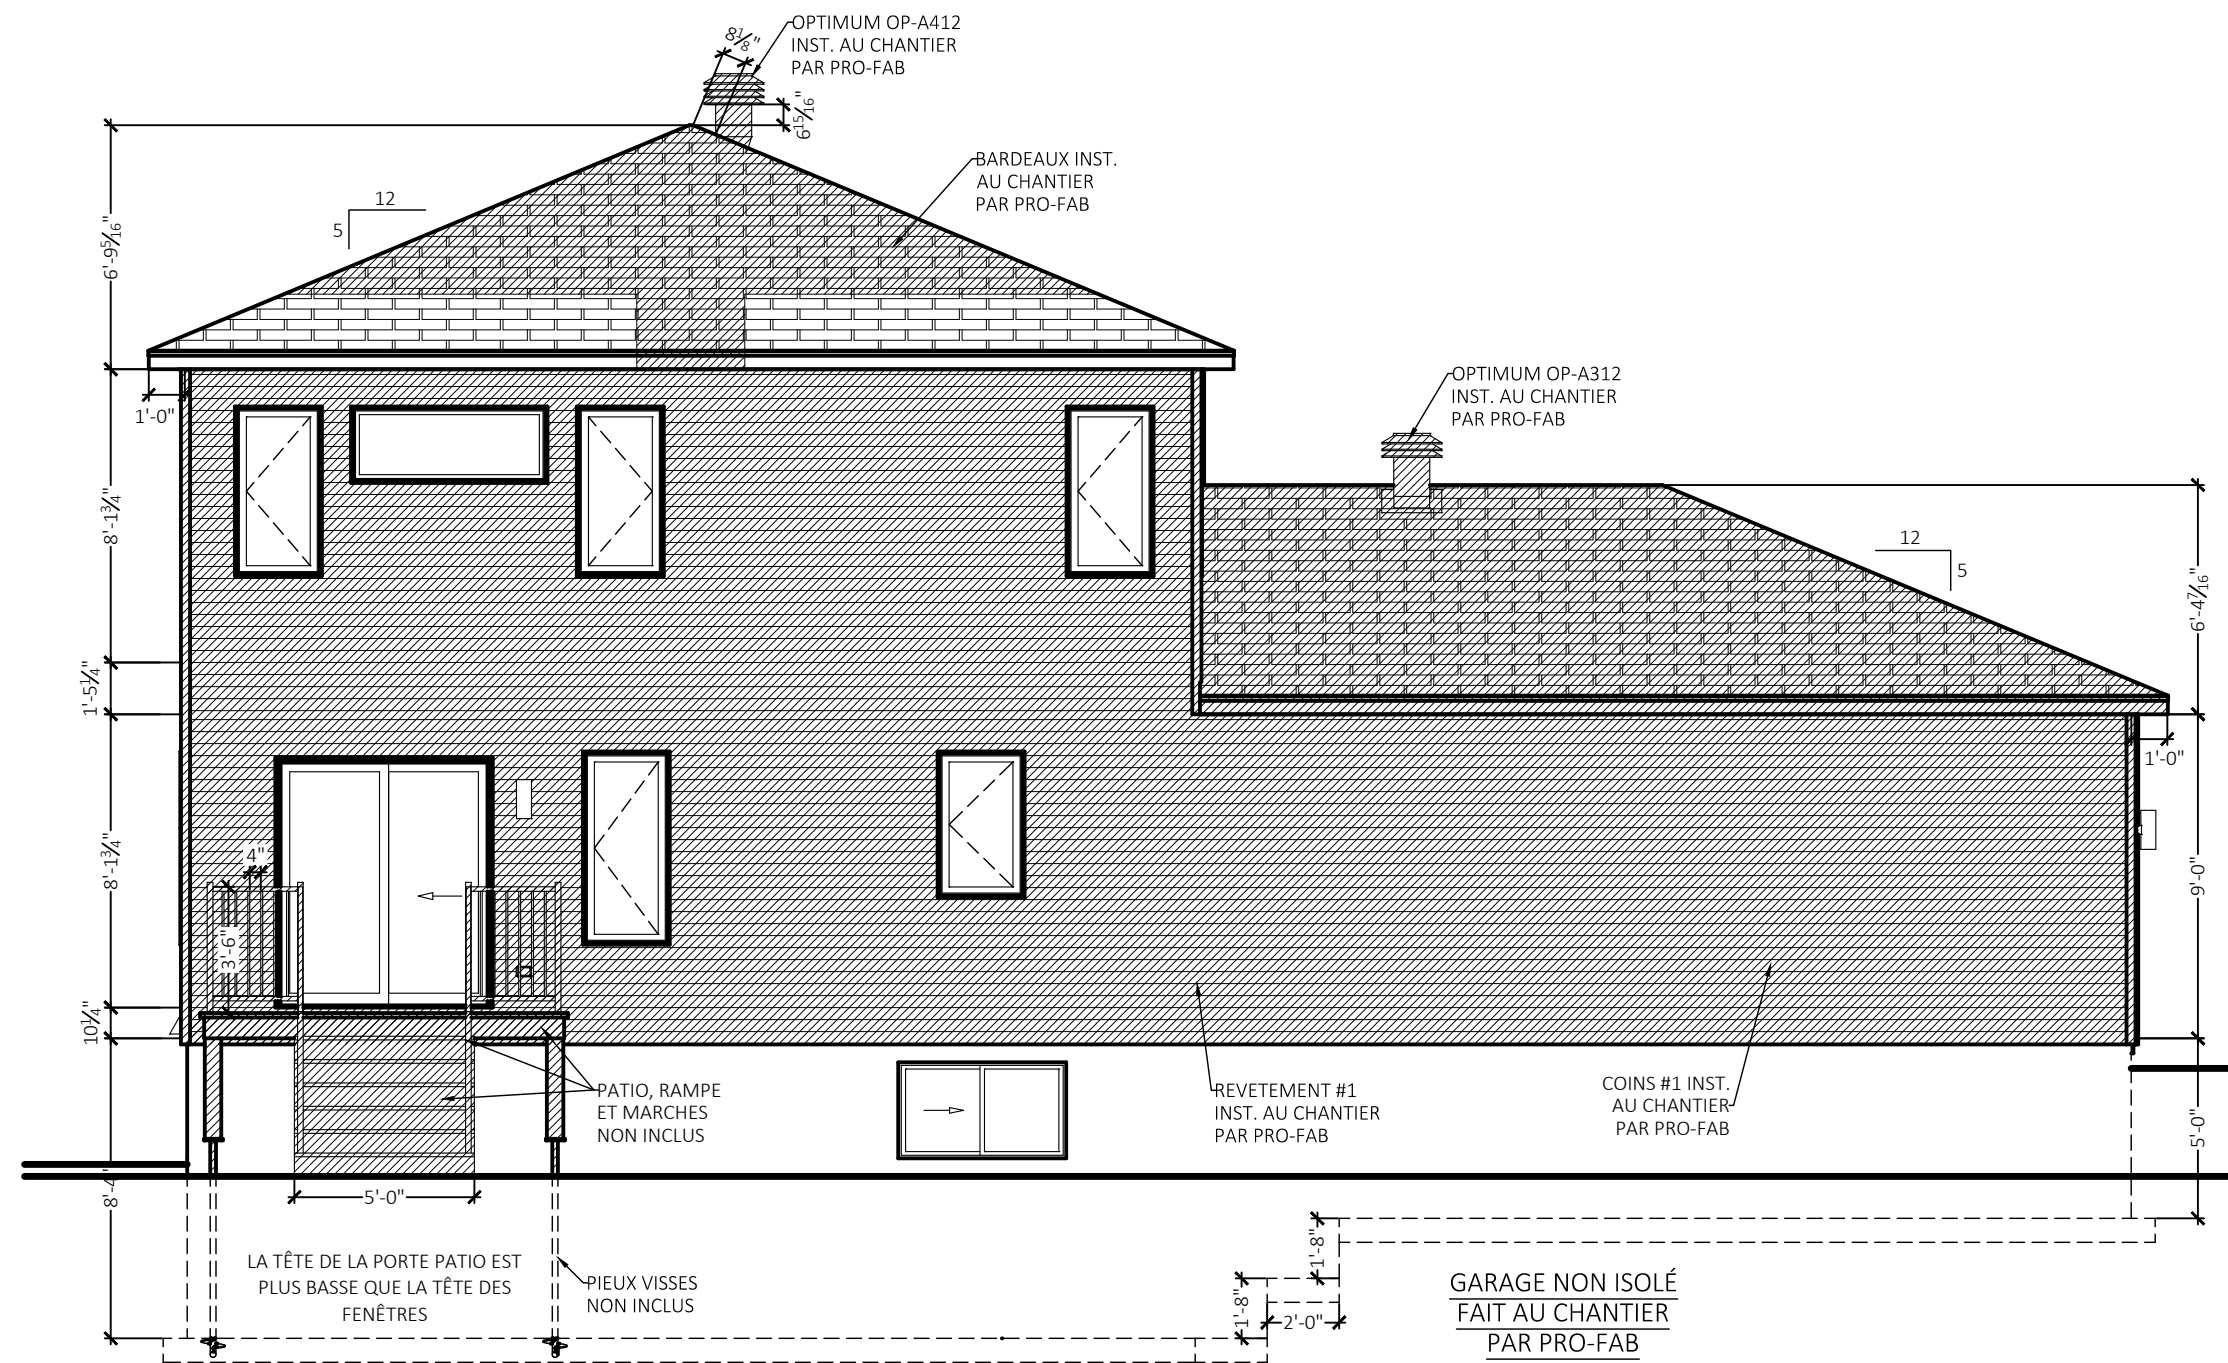 OPTIMUM OP-A412
INST. AU CHANTIER
PAR PRO-FAB
8⅛"
6 15/16"
BARDEAUX INST.
AU CHANTIER
PAR PRO-FAB
12
5
6'-9 5/16"
1'-0"
OPTIMUM OP-A312
INST. AU CHANTIER
PAR PRO-FAB
8'-1¾"
12
5
6'-4 7/16"
1'-5¼"
1'-0"
8'-1¾"
4"
3'-6"
9'-0"
10¼"
PATIO, RAMPE
ET MARCHES
NON INCLUS
REVETEMENT #1
INST. AU CHANTIER
PAR PRO-FAB
COINS #1 INST.
AU CHANTIER
PAR PRO-FAB
5'-0"
5'-0"
LA TÊTE DE LA PORTE PATIO EST
PLUS BASSE QUE LA TÊTE DES
FENÊTRES
PIEUX VISSES
NON INCLUS
1'-8"
1'-8"
2'-0"
GARAGE NON ISOLÉ
FAIT AU CHANTIER
PAR PRO-FAB